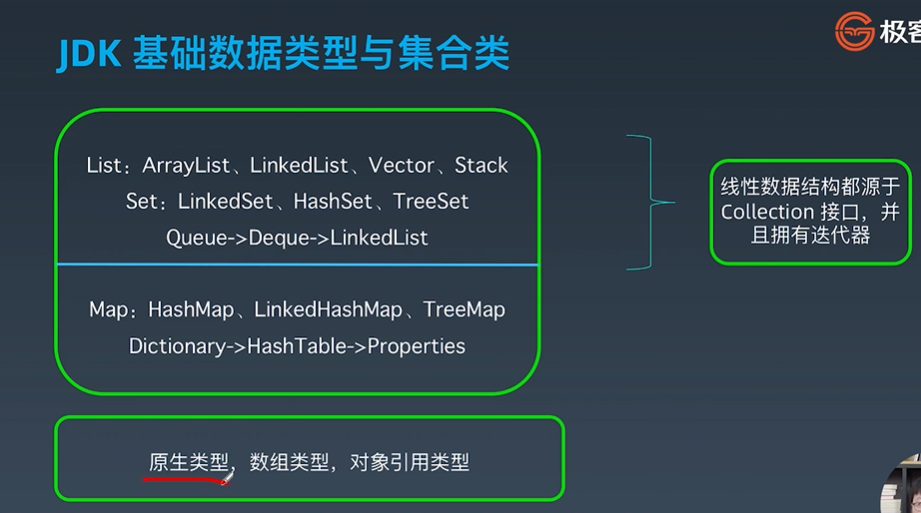 JDK 基础数据类型与集合类
极客
List：ArrayList、LinkedList、Vector、Stack
Set：LinkedSet、HashSet、TreeSet
Queue->Deque->LinkedList
线性数据结构都源于
Collection 接口，并
且拥有迭代器
Map：HashMap、LinkedHashMap、TreeMap
Dictionary->HashTable->Properties
原生类型，数组类型，对象引用类型